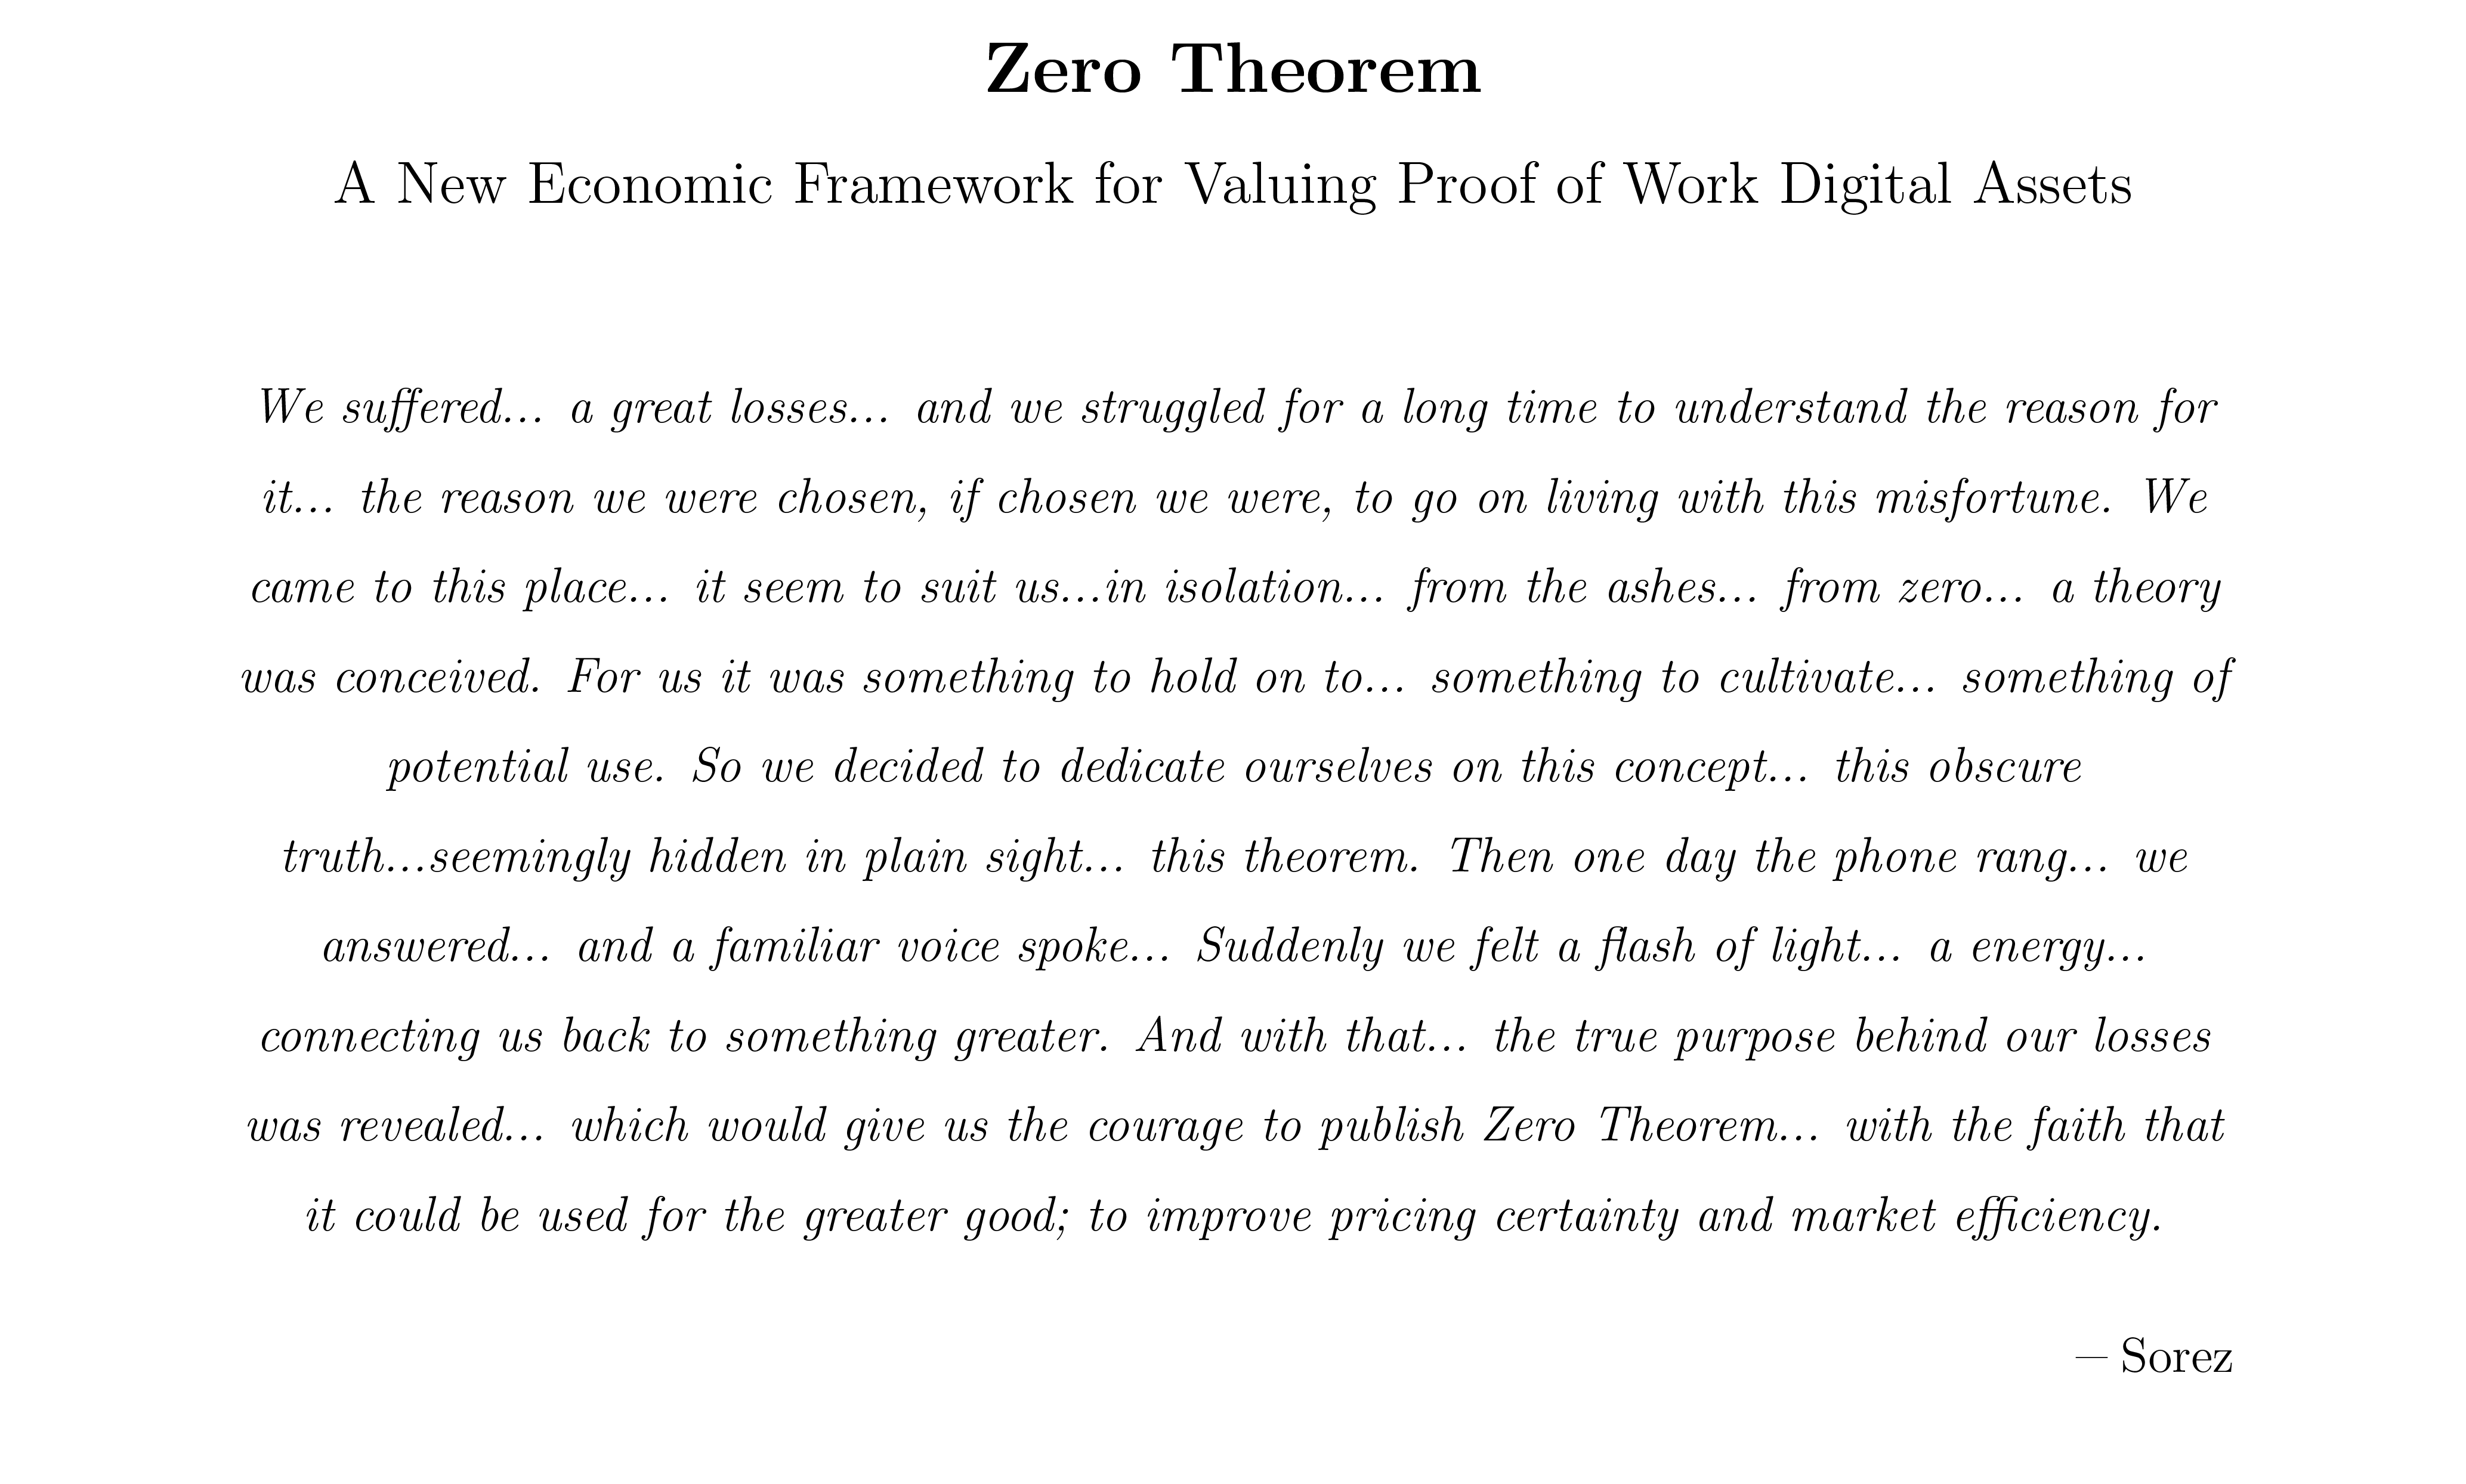 Zero Theorem
A New Economic Framework for Valuing Proof of Work Digital Assets
We suffered... a great losses... and we struggled for a long time to understand the reason for
it... the reason we were chosen, if chosen we were, to go on living with this misfortune. We
came to this place... it seem to suit us...in isolation... from the ashes... from zero... a theory
was conceived. For us it was something to hold on to... something to cultivate... something of
potential use. So we decided to dedicate ourselves on this concept... this obscure
truth...seemingly hidden in plain sight... this theorem. Then one day the phone rang... we
answered... and a familiar voice spoke... Suddenly we felt a flash of light... a energy...
connecting us back to something greater. And with that... the true purpose behind our losses
was revealed... which would give us the courage to publish Zero Theorem... with the faith that
it could be used for the greater good; to improve pricing certainty and market efficiency.
– Sorez